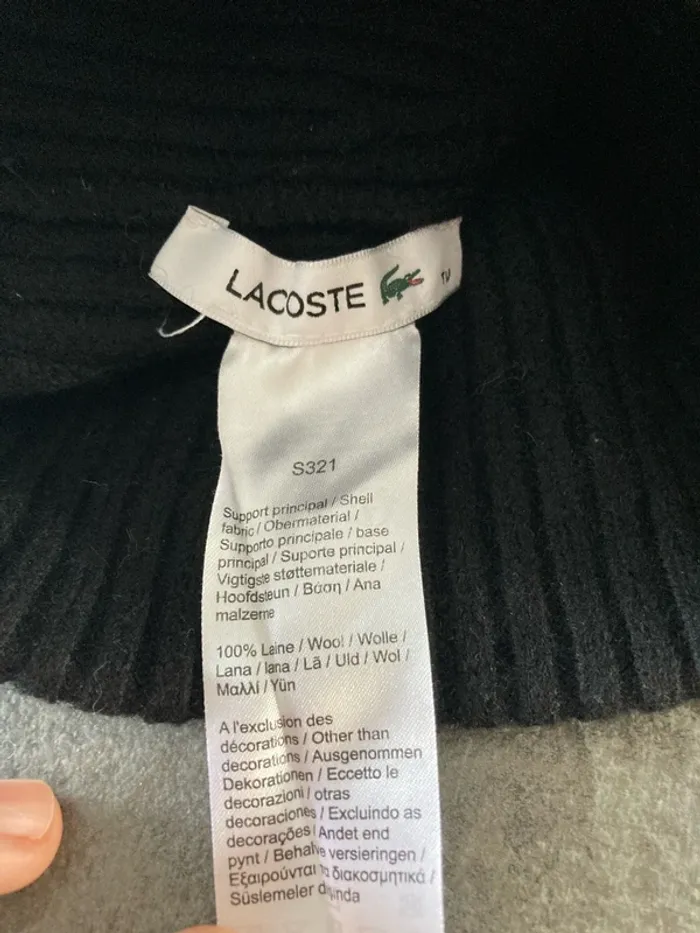 LACOSTE TM
S321
Support principal / Shell
fabric / Obermaterial /
Supporto principale / base
principal / Suporte principal /
Vigtigste støttemateriale /
Hoofdsteun / Βάση / Ana
malzeme
100% Laine / Wool / Wolle /
Lana / lana / Lã / Uld / Wol /
Μαλλί / Yün
A l'exclusion des
décorations / Other than
decorations / Ausgenommen
Dekorationen / Eccetto le
decorazioni / otras
decoraciones / Excluindo as
decorações / Andet end
pynt / Behalve versieringen /
Εξαιρούνται τα διακοσμητικά /
Süslemeler dışında